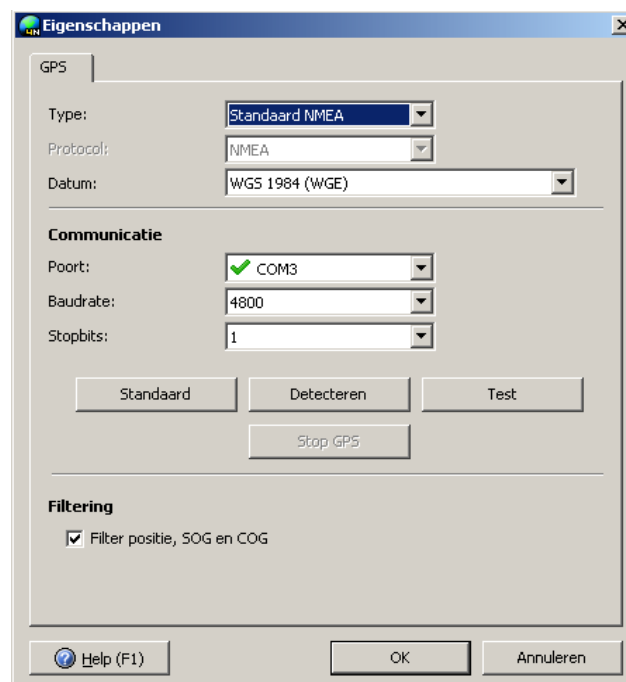 Eigenschappen
GPS
Type: Standaard NMEA
Protocol: NMEA
Datum: WGS 1984 (WGE)
Communicatie
Poort: COM3
Baudrate: 4800
Stopbits: 1
Standaard Detecteren Test
Stop GPS
Filtering
Filter positie, SOG en COG
Help (F1) OK Annuleren